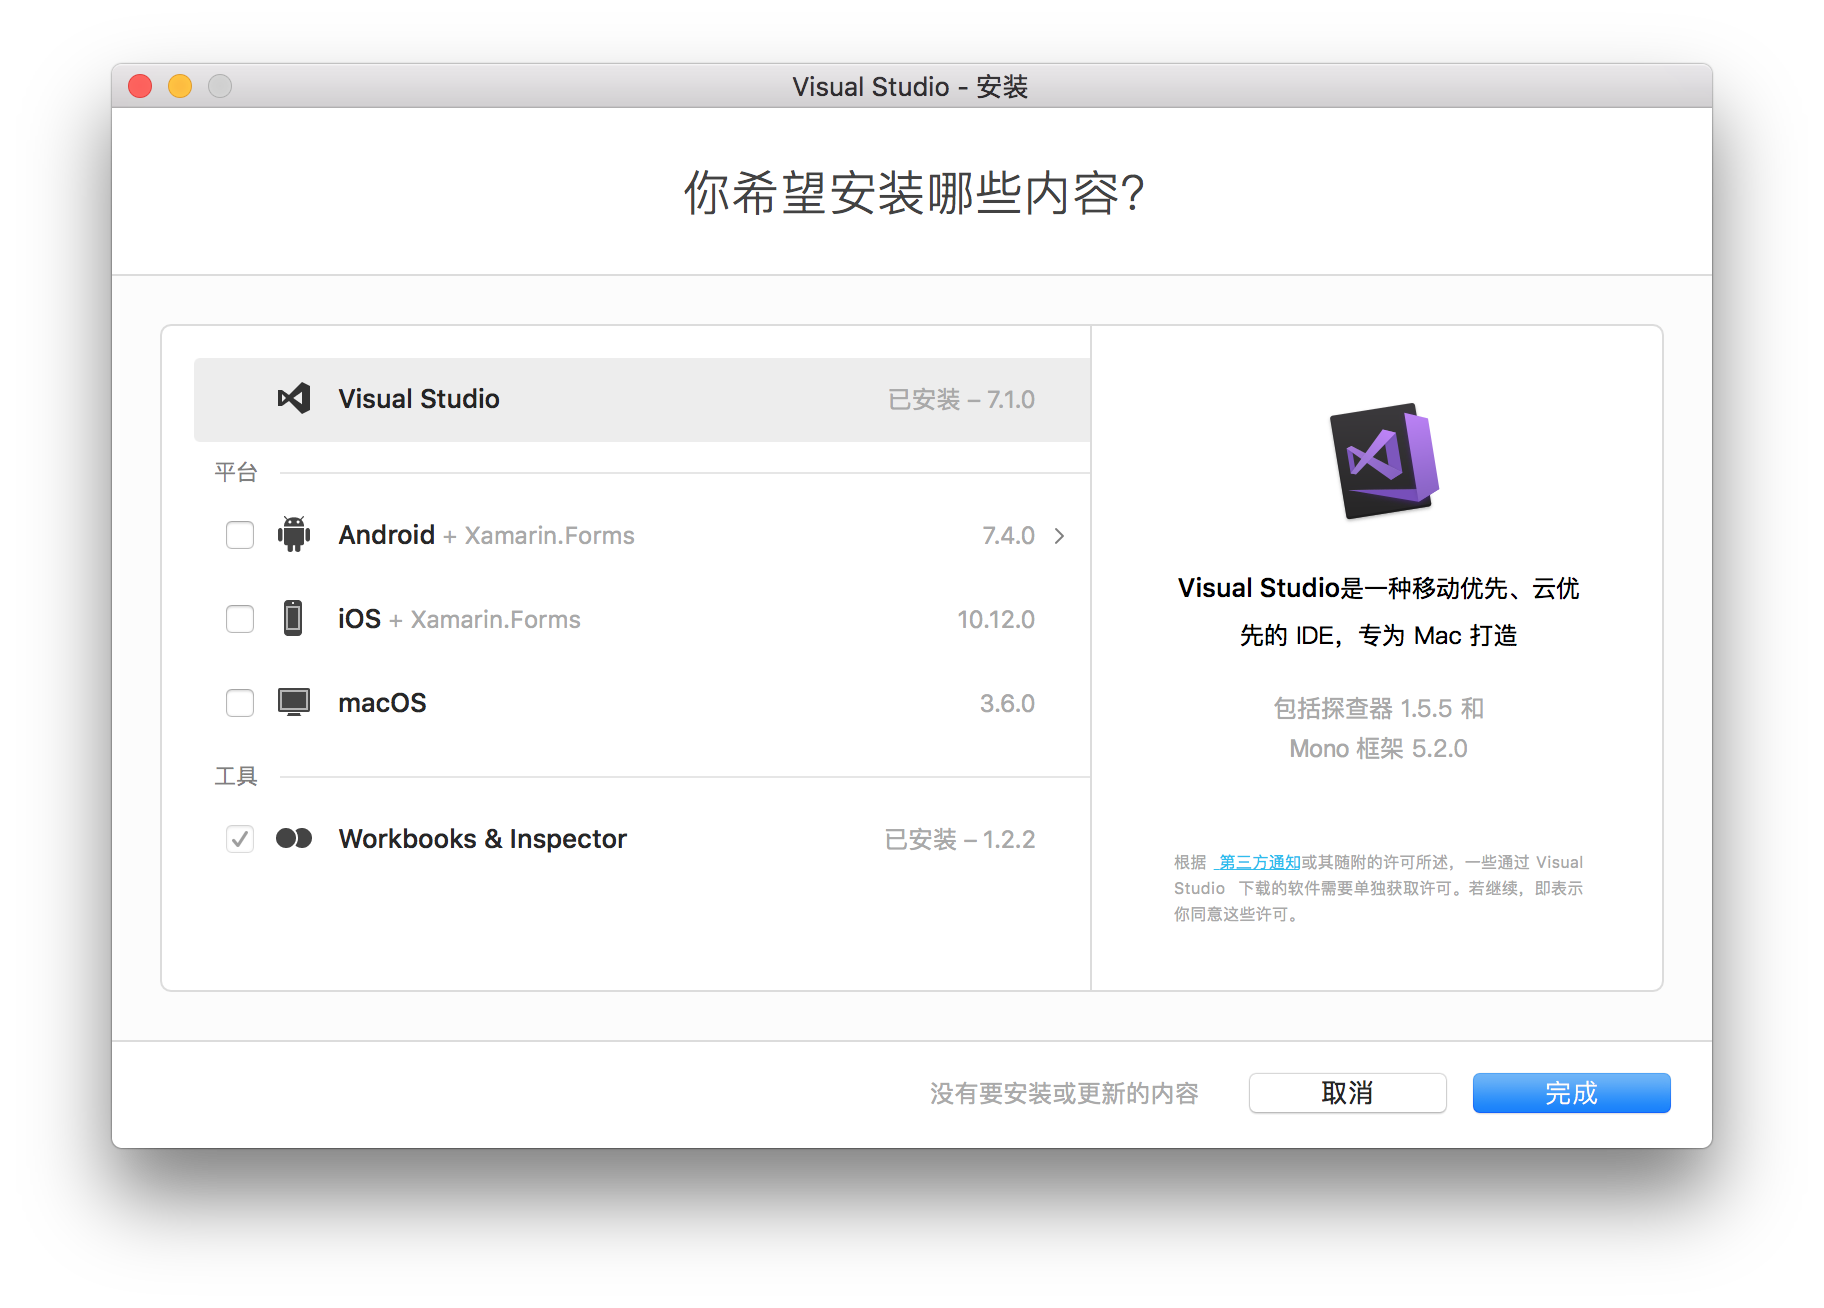 Visual Studio - 安装
你希望安装哪些内容?
Visual Studio 已安装 – 7.1.0
平台
Android + Xamarin.Forms 7.4.0
iOS + Xamarin.Forms 10.12.0
macOS 3.6.0
工具
Workbooks & Inspector 已安装 – 1.2.2
Visual Studio是一种移动优先、云优
先的 IDE，专为 Mac 打造
包括探查器 1.5.5 和
Mono 框架 5.2.0
根据 第三方通知或其随附的许可所述，一些通过 Visual
Studio 下载的软件需要单独获取许可。若继续，即表示
你同意这些许可。
没有要安装或更新的内容 取消 完成